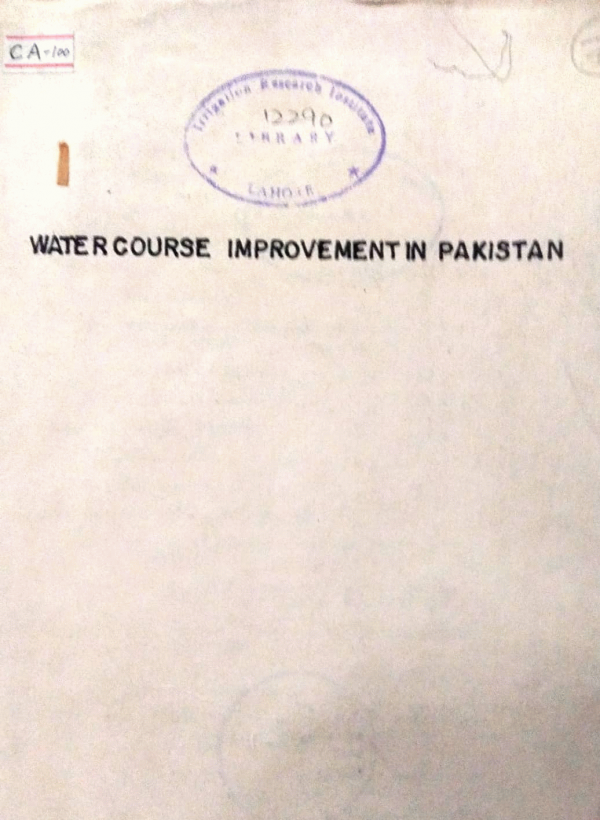 CA-100
Irrigation Research Institute
12290
LIBRARY
LAHORE
WATER COURSE IMPROVEMENT IN PAKISTAN